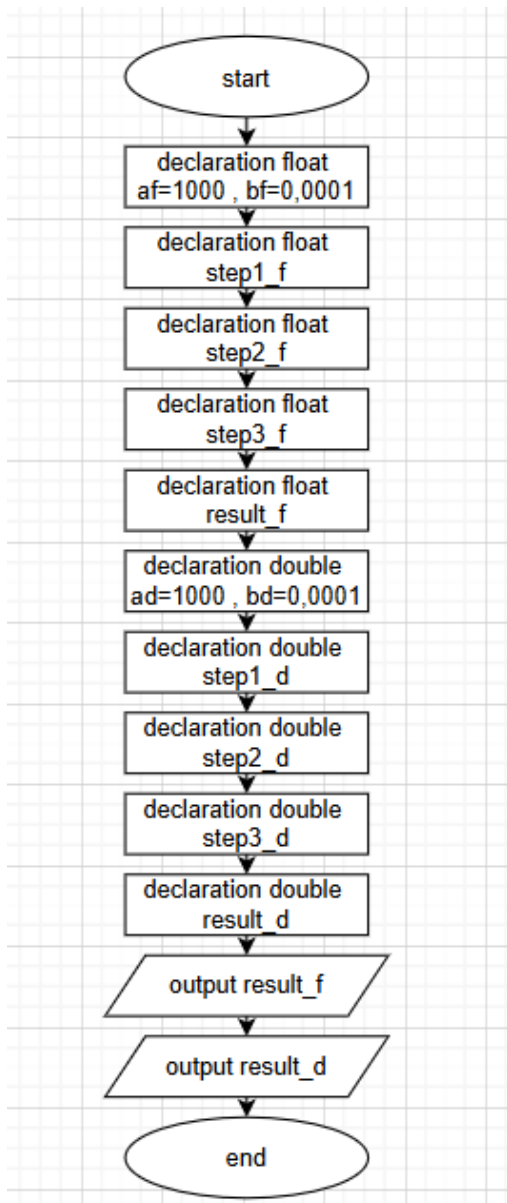 start
declaration float
af=1000 , bf=0,0001
declaration float
step1_f
declaration float
step2_f
declaration float
step3_f
declaration float
result_f
declaration double
ad=1000 , bd=0,0001
declaration double
step1_d
declaration double
step2_d
declaration double
step3_d
declaration double
result_d
output result_f
output result_d
end